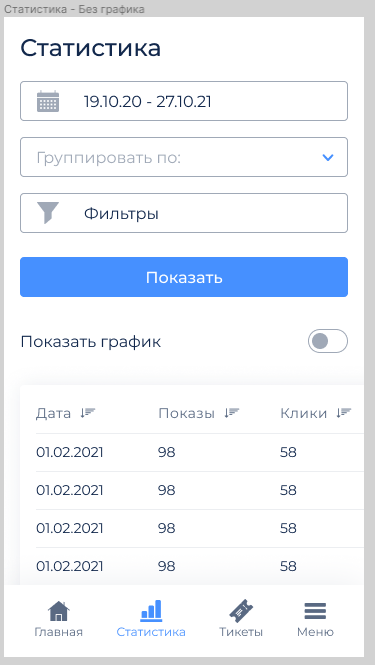 Статистика - Без графика
Статистика
19.10.20 - 27.10.21
Группировать по:
Фильтры
Показать
Показать график
Дата Показы Клики
01.02.2021 98 58
01.02.2021 98 58
01.02.2021 98 58
01.02.2021 98 58
Главная Статистика Тикеты Меню